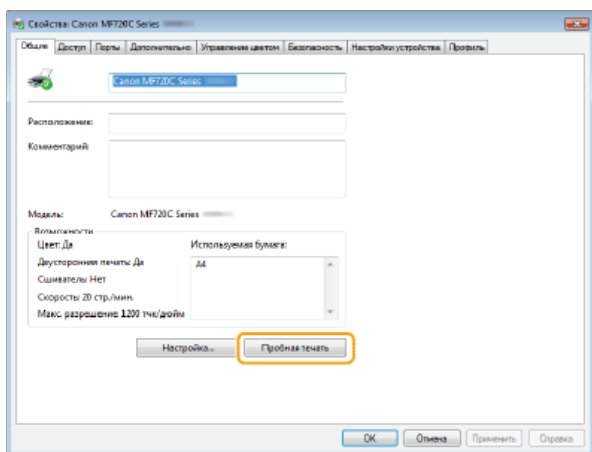 Свойства: Canon MF720C Series
Общие Доступ Порты Дополнительно Управление цветом Безопасность Настройки устройства Профиль
Canon MF720C Series
Расположение:
Комментарий:
Модель: Canon MF720C Series
Возможности
Цвет: Да Используемая бумага:
Двусторонняя печать: Да A4
Сшиватель: Нет
Скорость: 20 стр./мин.
Макс. разрешение: 1200 тчк/дюйм
Настройка... Пробная печать
OK Отмена Применить Справка